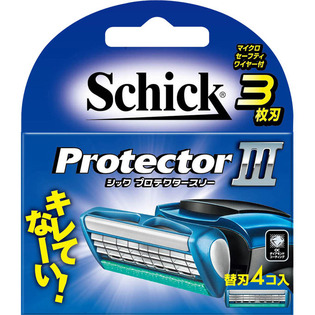 マイクロ
セーフティ
ワイヤー付
Schick
3
枚刃
Protector III
シック プロテクタースリー
キレて
なーい!
替刃4コ入